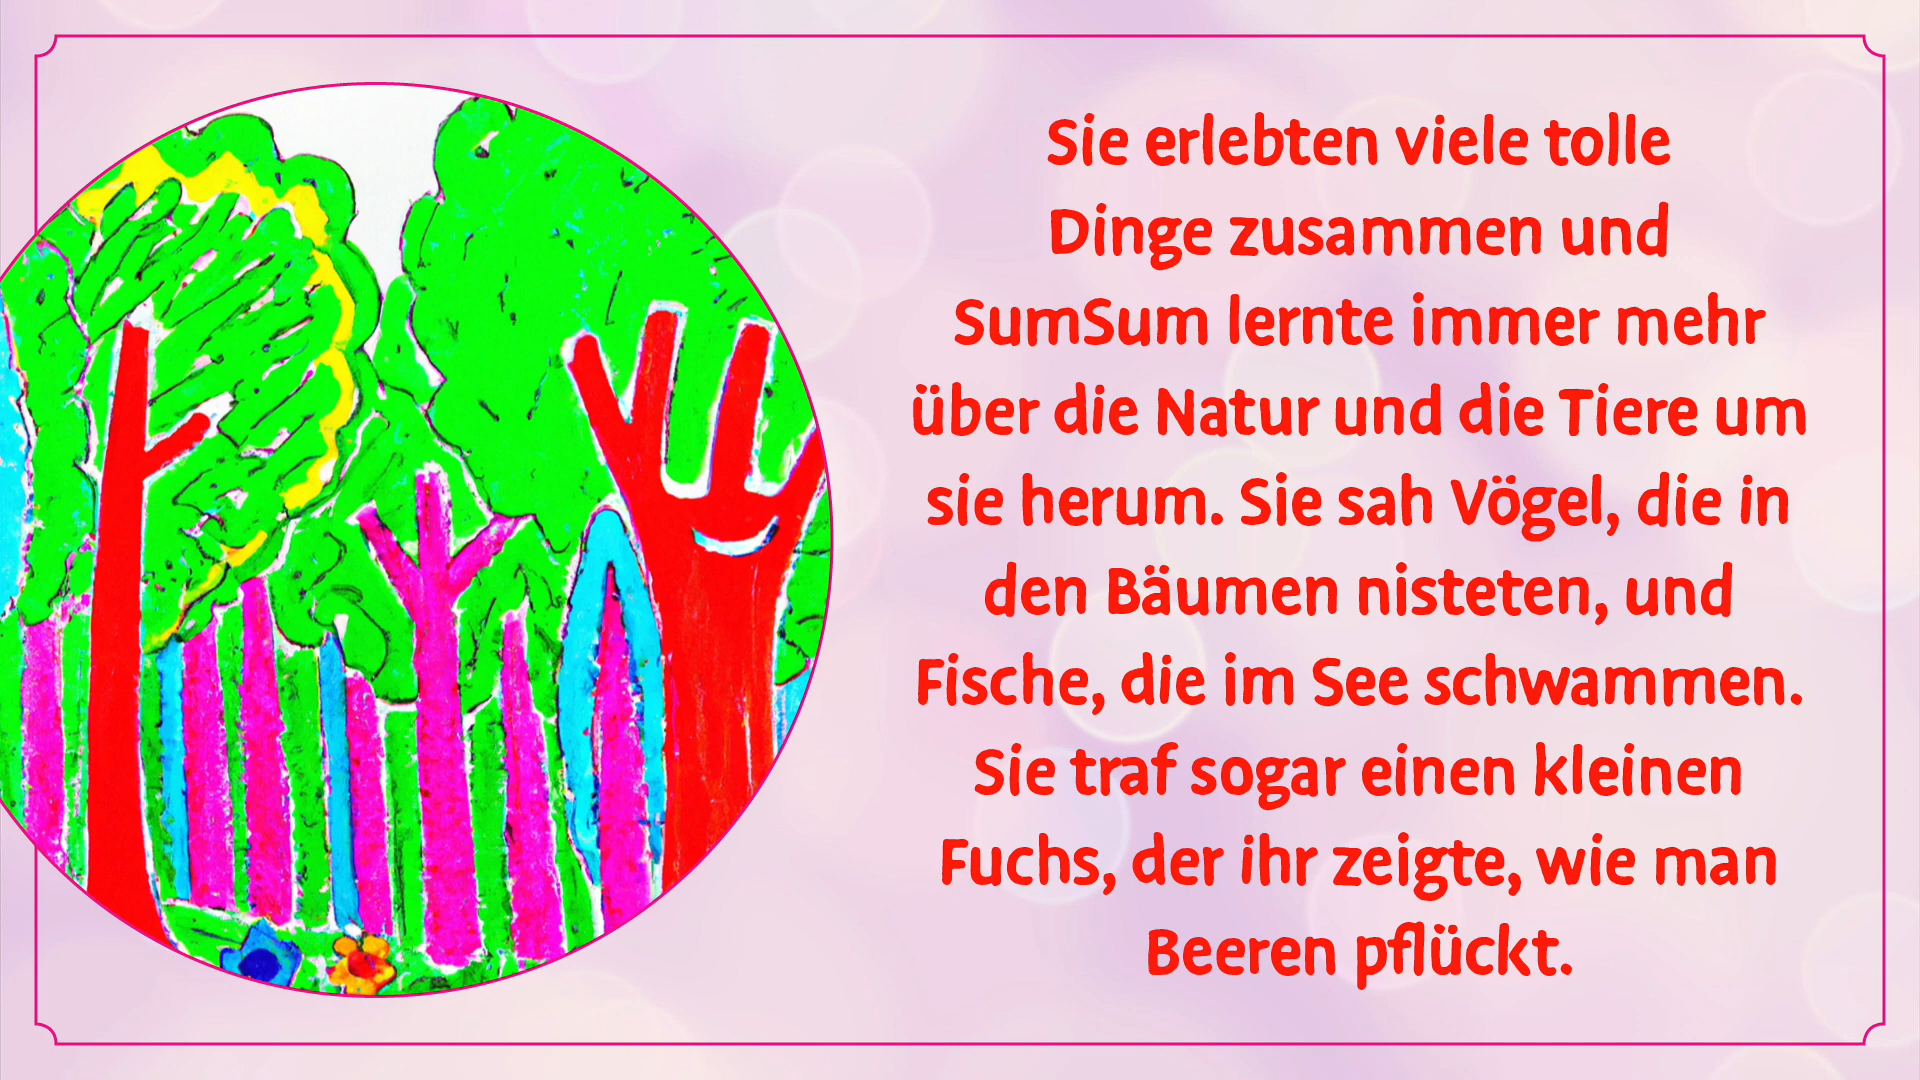 Sie erlebten viele tolle
Dinge zusammen und
SumSum lernte immer mehr
über die Natur und die Tiere um
sie herum. Sie sah Vögel, die in
den Bäumen nisteten, und
Fische, die im See schwammen.
Sie traf sogar einen kleinen
Fuchs, der ihr zeigte, wie man
Beeren pflückt.